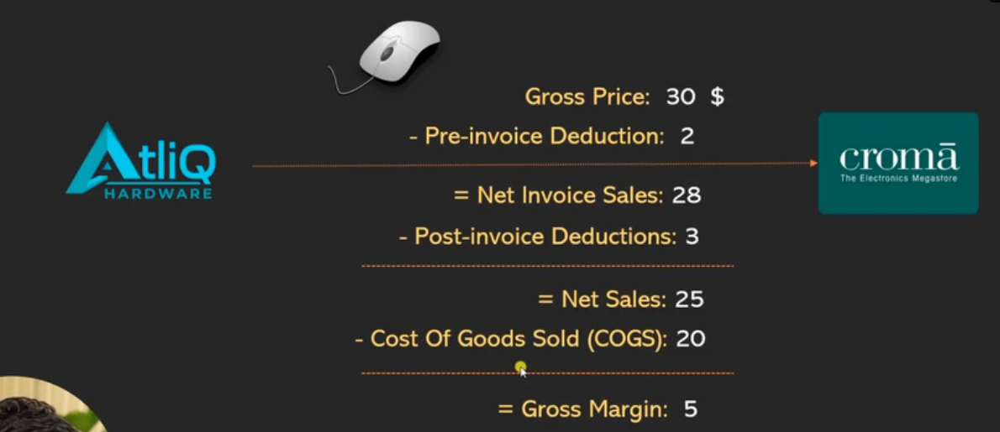 Gross Price: 30 $
- Pre-invoice Deduction: 2
AtliQ
HARDWARE
cromā
The Electronics Megastore
= Net Invoice Sales: 28
- Post-invoice Deductions: 3
= Net Sales: 25
- Cost Of Goods Sold (COGS): 20
= Gross Margin: 5